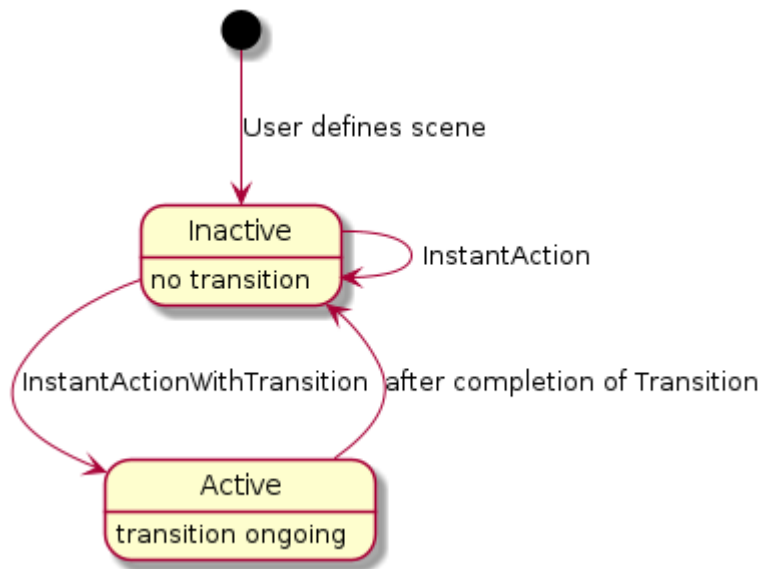 User defines scene
Inactive
no transition
InstantAction
InstantActionWithTransition
after completion of Transition
Active
transition ongoing